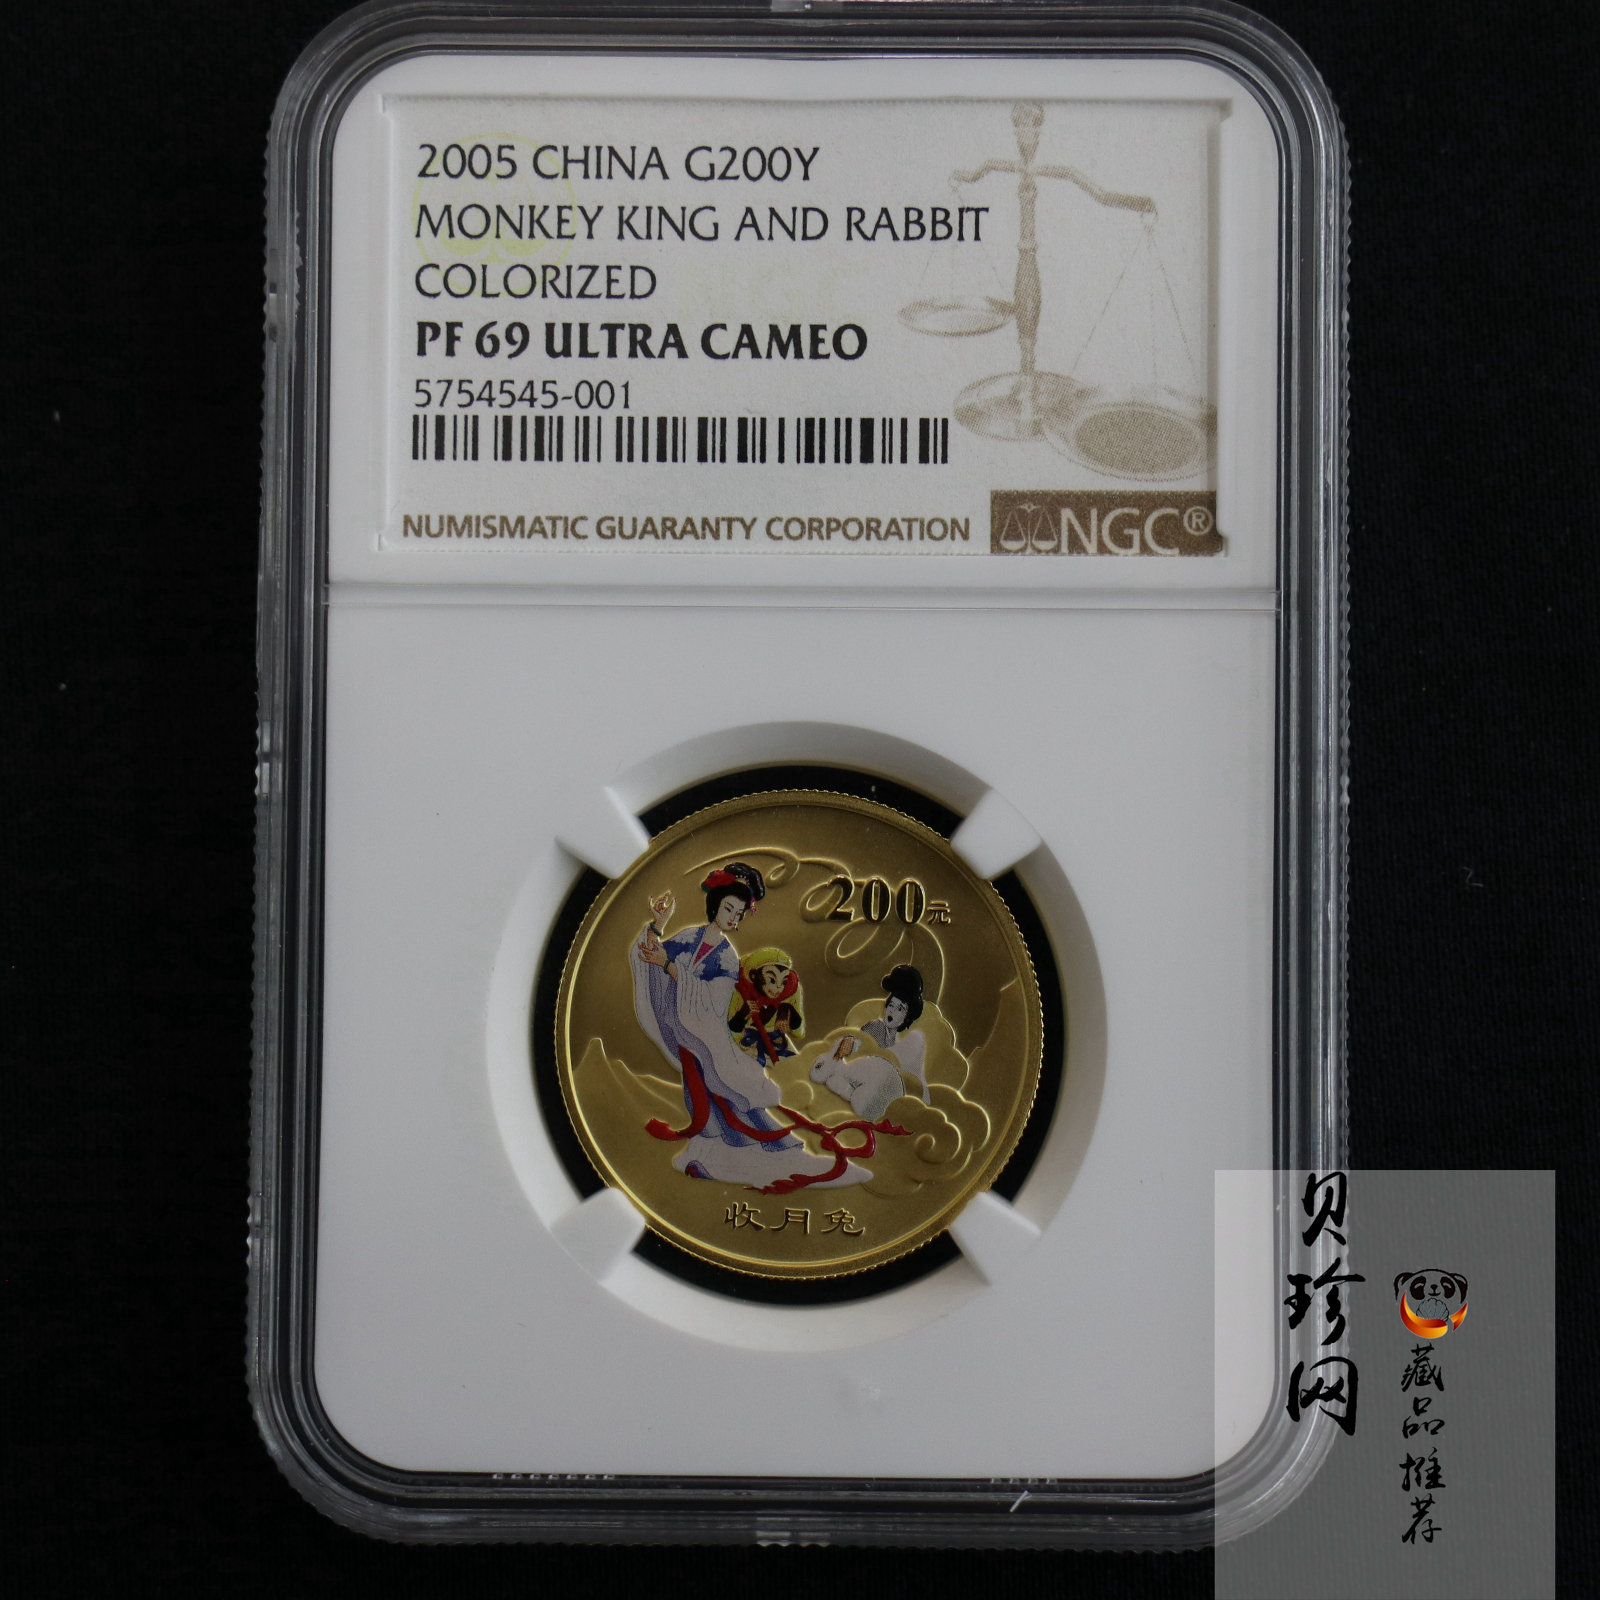 2005 CHINA G200Y
MONKEY KING AND RABBIT
COLORIZED
PF 69 ULTRA CAMEO
5754545-001
NUMISMATIC GUARANTY CORPORATION
NGC®
200元
收月兔
贝珍网
藏品推荐